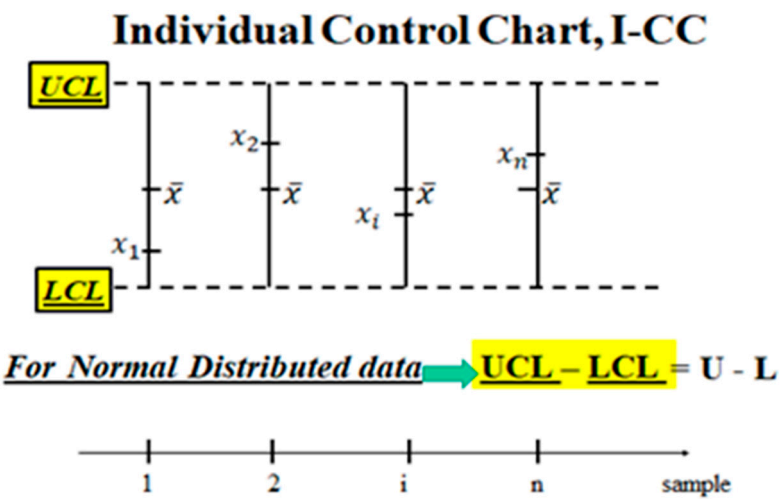 Individual Control Chart, I-CC
UCL
x₂
xₙ
x̄ x̄ x̄ x̄
xᵢ
x₁
LCL
For Normal Distributed data UCL – LCL = U - L
1 2 i n sample